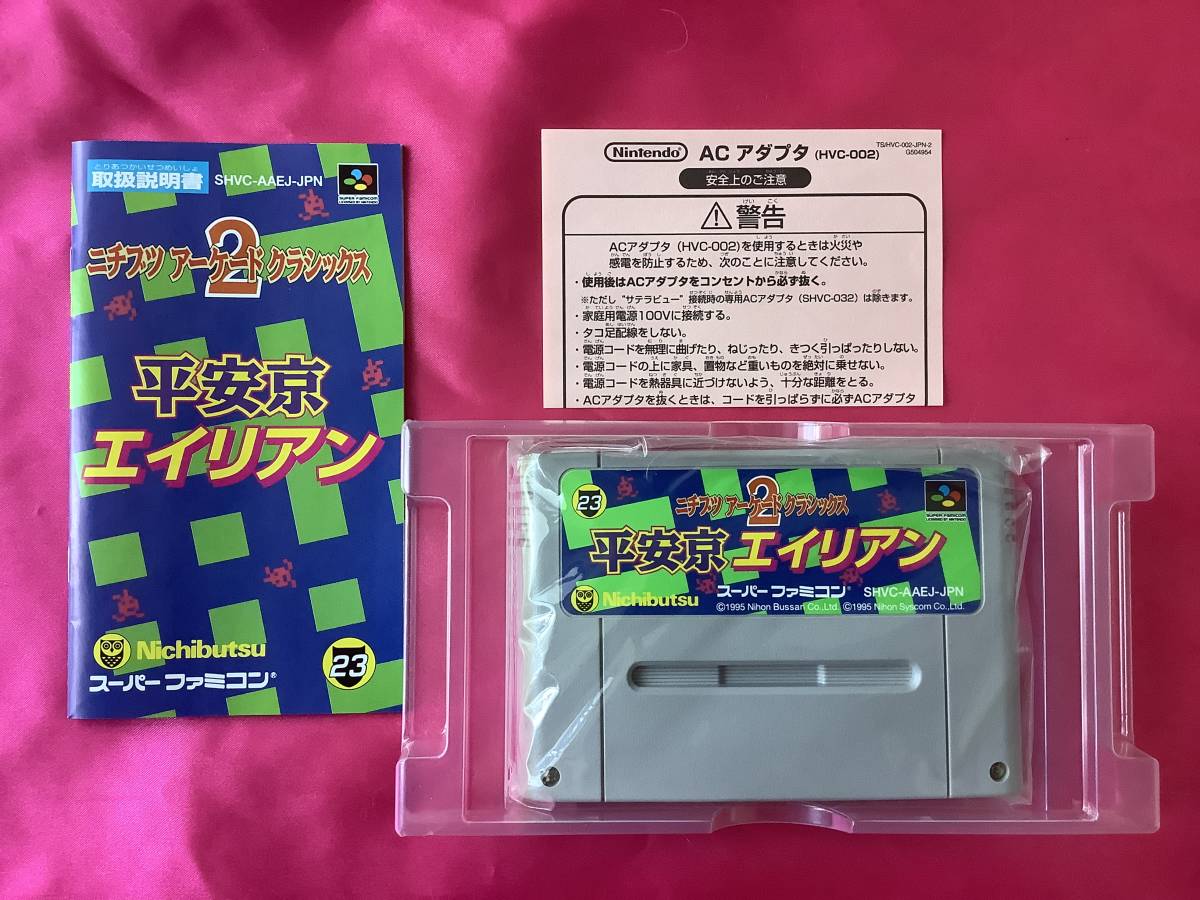 とりあつかいせつめいしょ
取扱説明書 SHVC-AAEJ-JPN
SUPER FAMICOM
LICENSED BY NINTENDO
2
ニチブツ アーケード クラシックス
平安京
エイリアン
Nichibutsu
23
スーパーファミコン®
TS/HVC-002-JPN-2
G504954
Nintendo ACアダプタ (HVC-002)
安全上のご注意
警告
ACアダプタ(HVC-002)を使用するときは火災や
感電を防止するため、次のことに注意してください。
・使用後はACアダプタをコンセントから必ず抜く。
※ただし“サテラビュー”接続時の専用ACアダプタ(SHVC-032)は除きます。
・家庭用電源100Vに接続する。
・タコ足配線をしない。
・電源コードを無理に曲げたり、ねじったり、きつく引っぱったりしない。
・電源コードの上に家具、置物など重いものを絶対に乗せない。
・電源コードを熱器具に近づけないよう、十分な距離をとる。
・ACアダプタを抜くときは、コードを引っぱらずに必ずACアダプタ
23
2
ニチブツ アーケード クラシックス
SUPER FAMICOM
LICENSED BY NINTENDO
平安京 エイリアン
Nichibutsu スーパーファミコン® SHVC-AAEJ-JPN
©1995 Nihon Bussan Co.,Ltd. ©1995 Nihon Syscom Co.,Ltd.